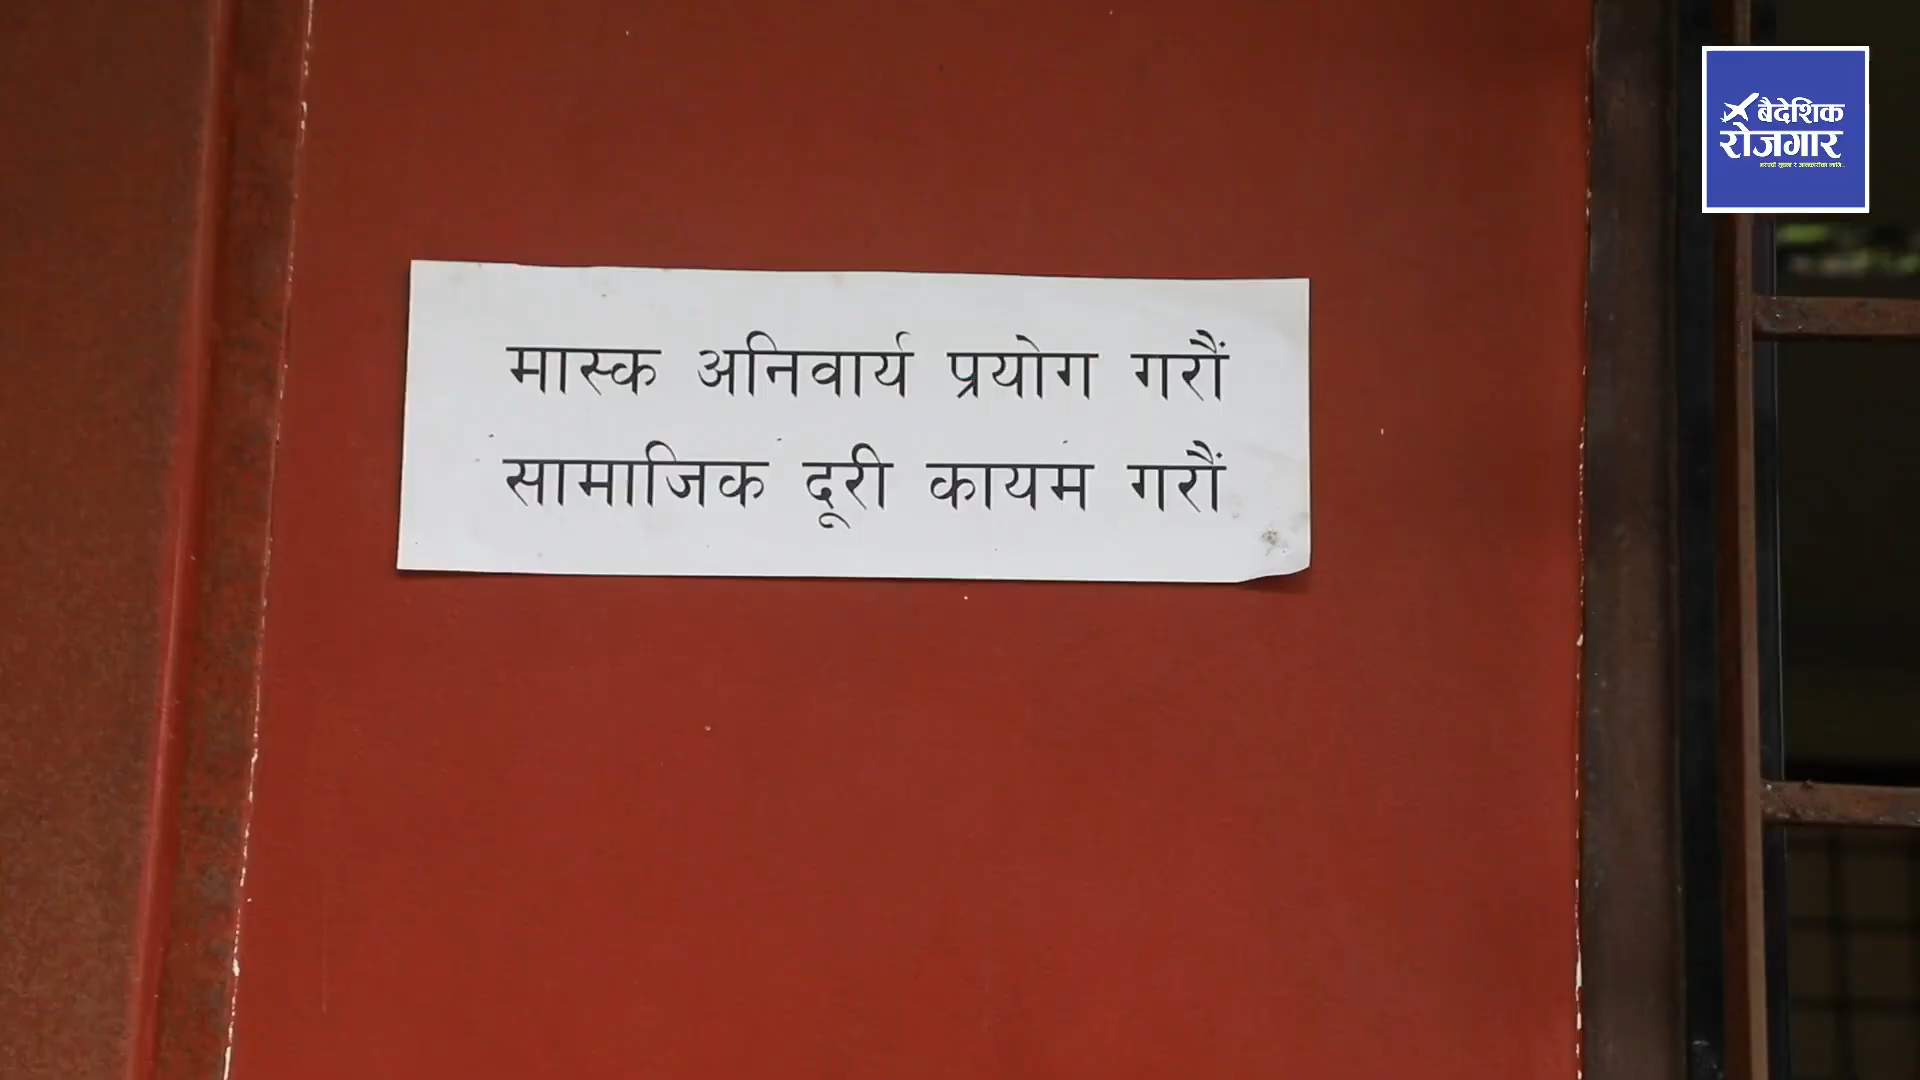 मास्क अनिवार्य प्रयोग गरौं
सामाजिक दूरी कायम गरौं
बैदेशिक
रोजगार